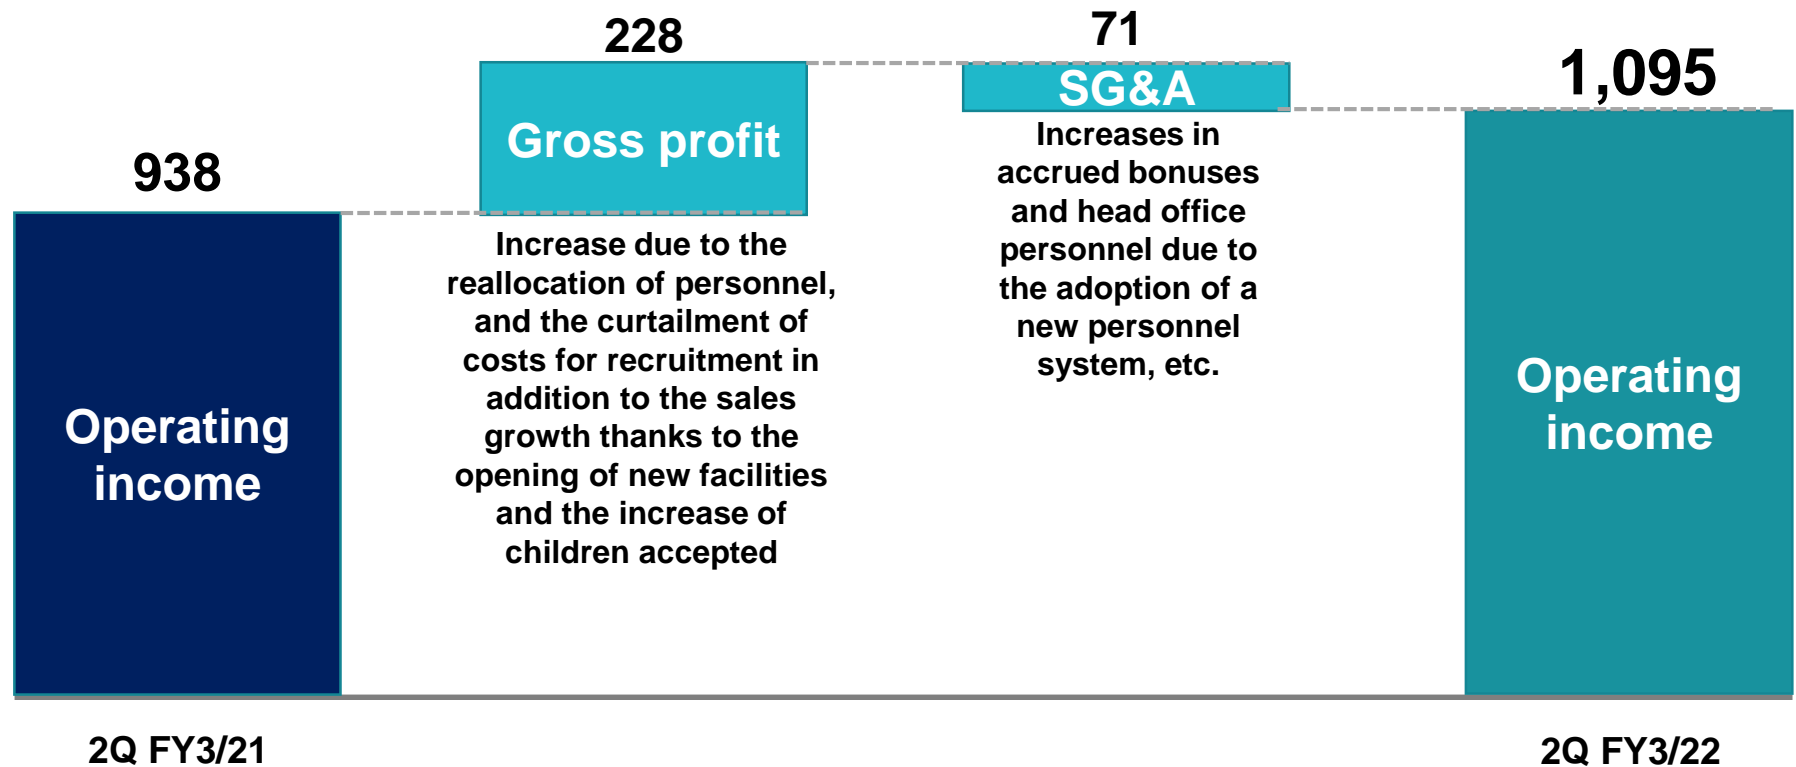 938
Operating
income
2Q FY3/21
228
Gross profit
Increase due to the
reallocation of personnel,
and the curtailment of
costs for recruitment in
addition to the sales
growth thanks to the
opening of new facilities
and the increase of
children accepted
71
SG&A
Increases in
accrued bonuses
and head office
personnel due to
the adoption of a
new personnel
system, etc.
1,095
Operating
income
2Q FY3/22